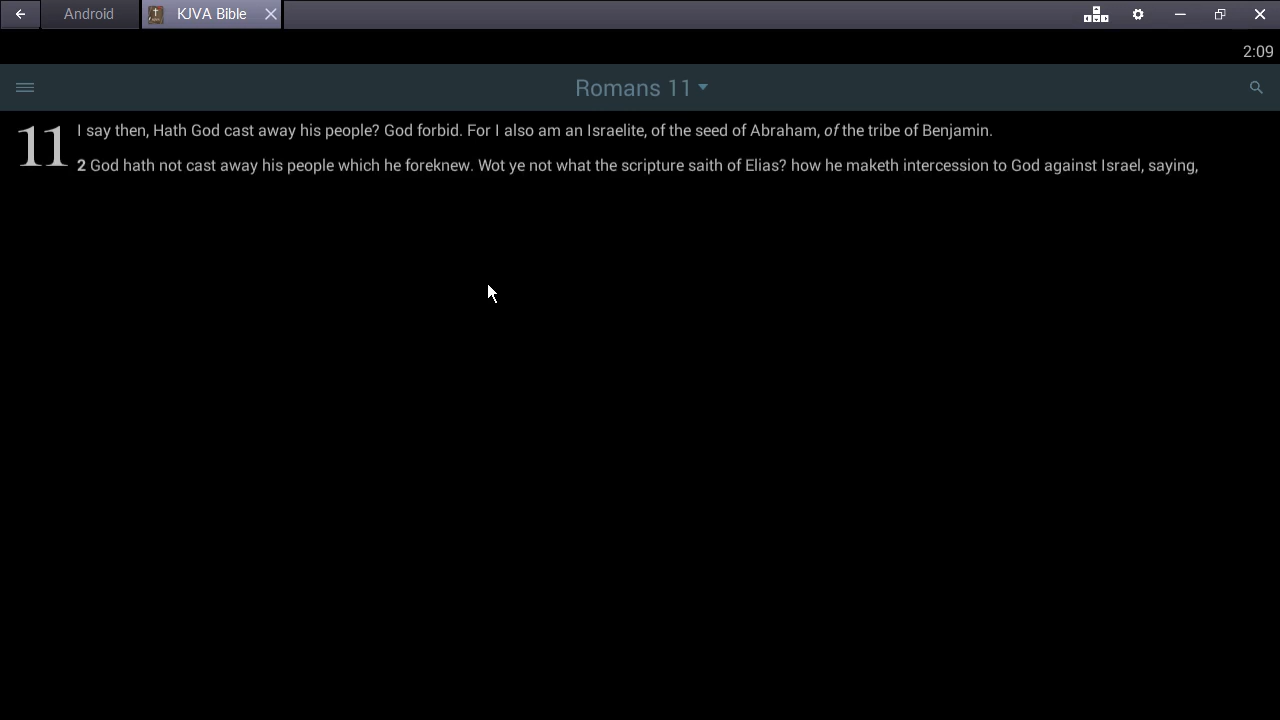 Android
KJVA Bible
2:09
Romans 11
11 I say then, Hath God cast away his people? God forbid. For I also am an Israelite, of the seed of Abraham, of the tribe of Benjamin.
2 God hath not cast away his people which he foreknew. Wot ye not what the scripture saith of Elias? how he maketh intercession to God against Israel, saying,